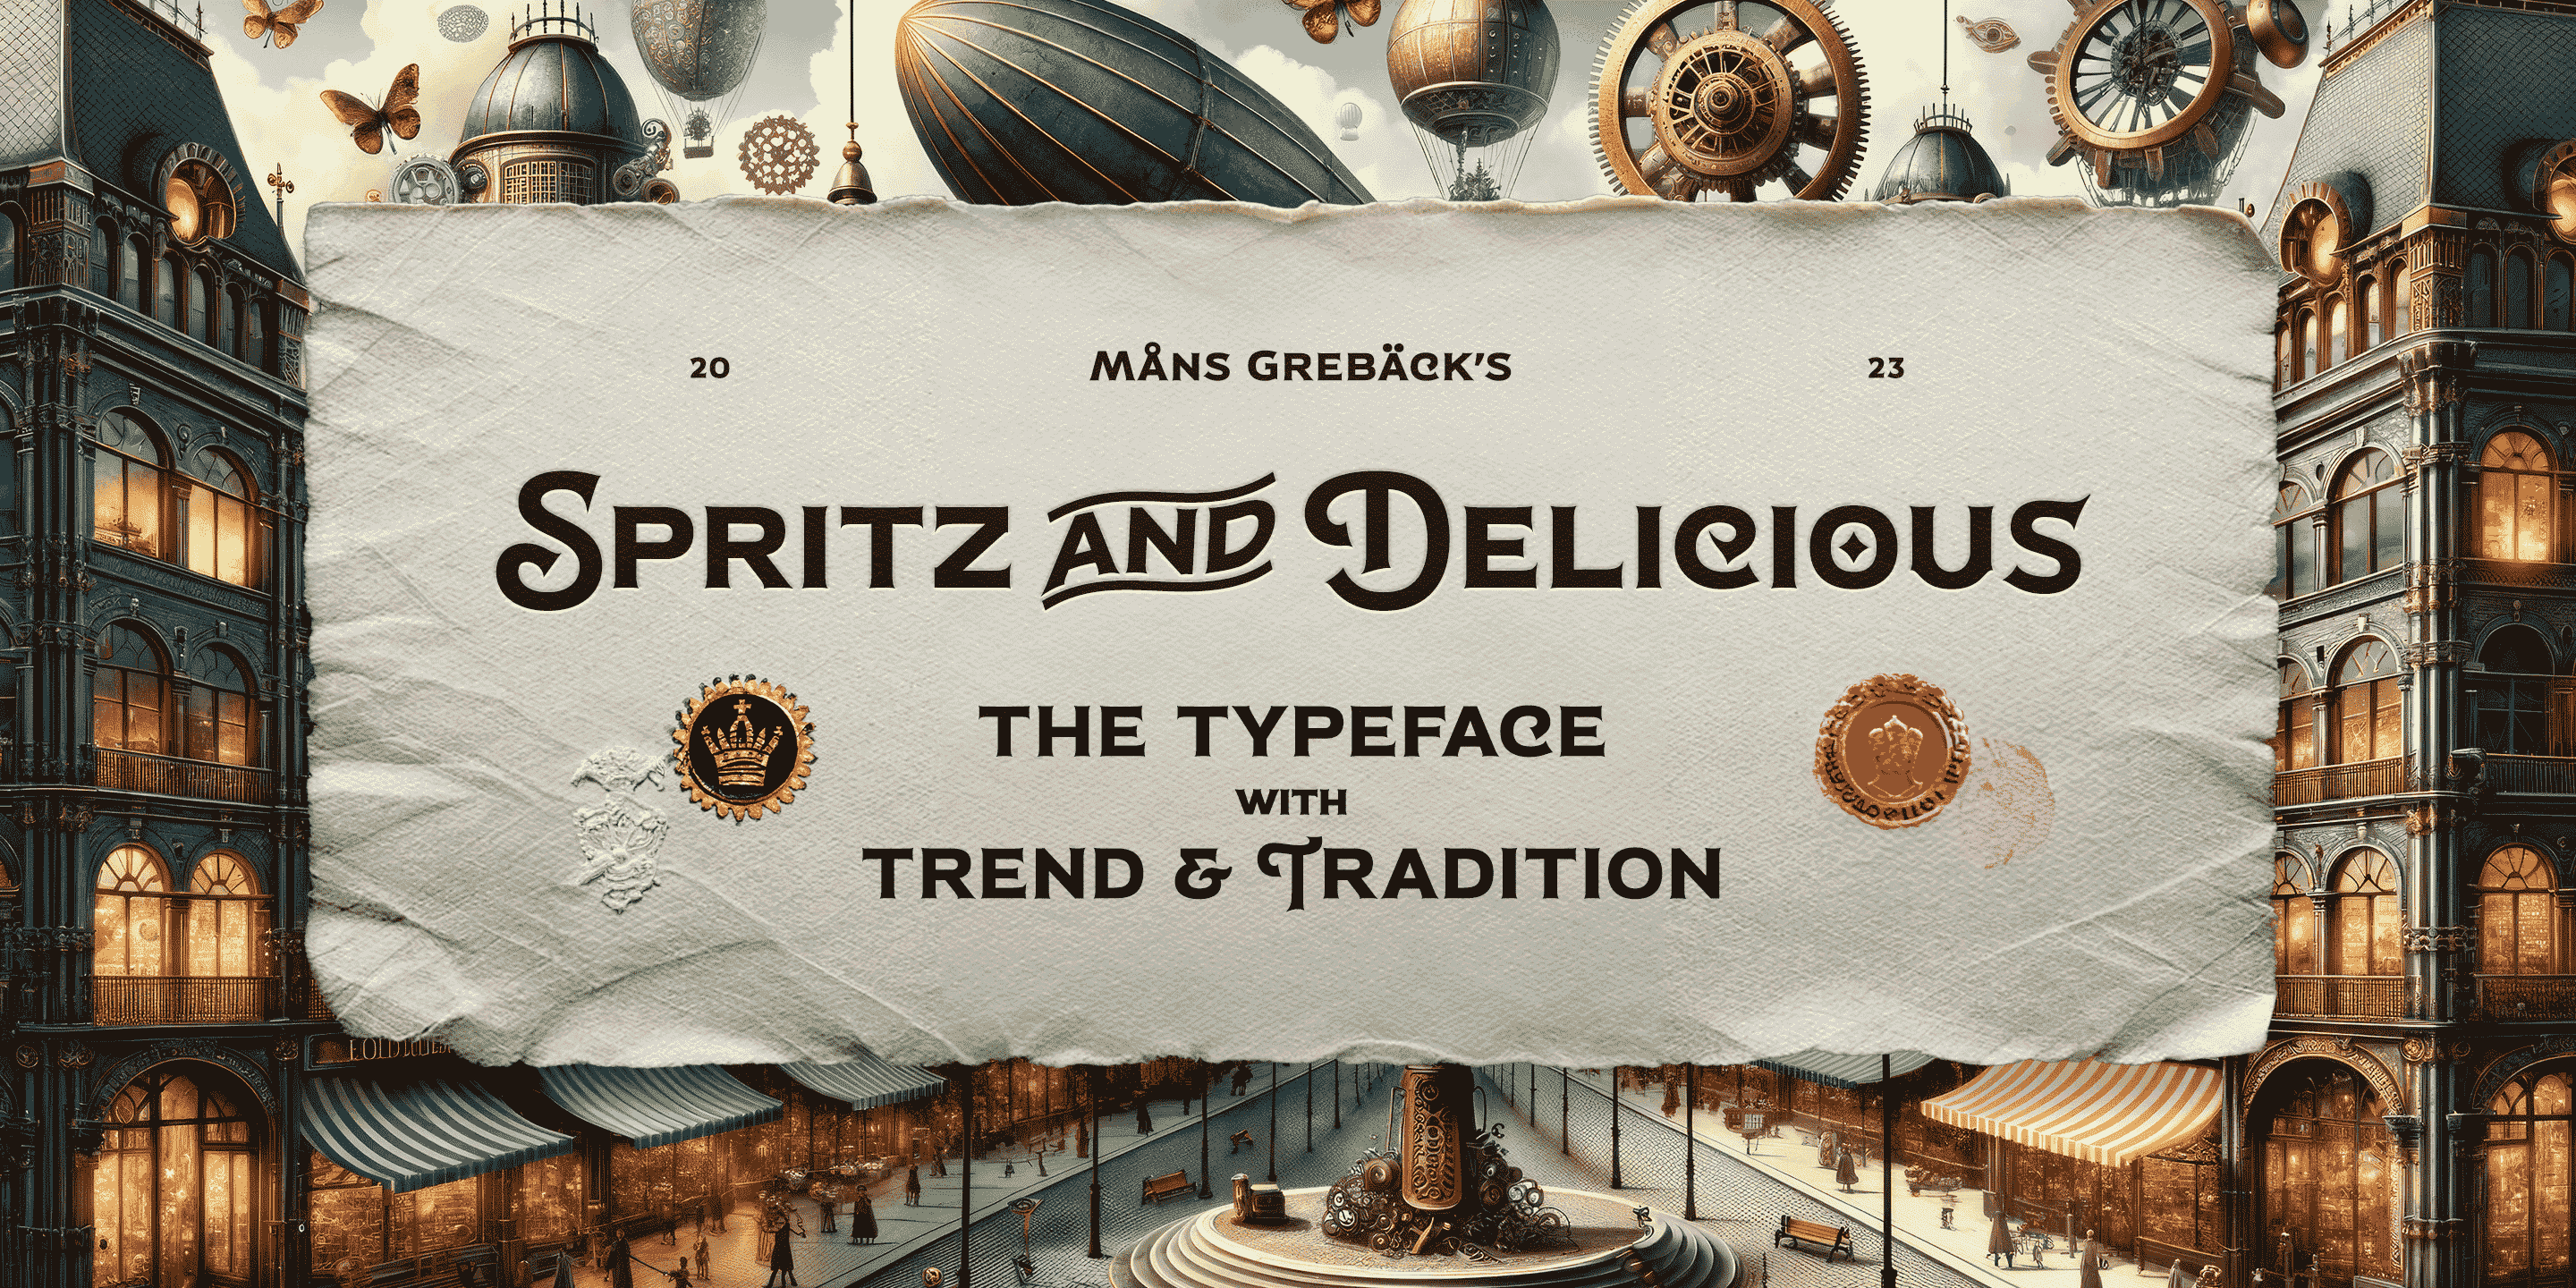 20 MÅNS GREBÄCK'S 23
SPRITZ AND DELICIOUS
THE TYPEFACE
WITH
TREND & TRADITION